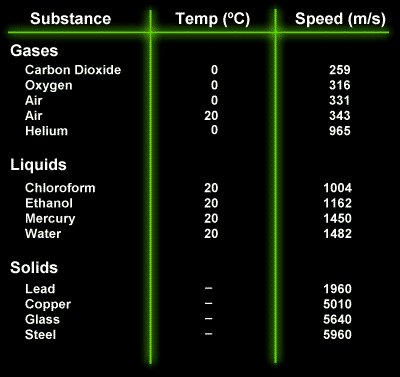 Substance Temp (ºC) Speed (m/s)
Gases
Carbon Dioxide 0 259
Oxygen 0 316
Air 0 331
Air 20 343
Helium 0 965
Liquids
Chloroform 20 1004
Ethanol 20 1162
Mercury 20 1450
Water 20 1482
Solids
Lead – 1960
Copper – 5010
Glass – 5640
Steel – 5960